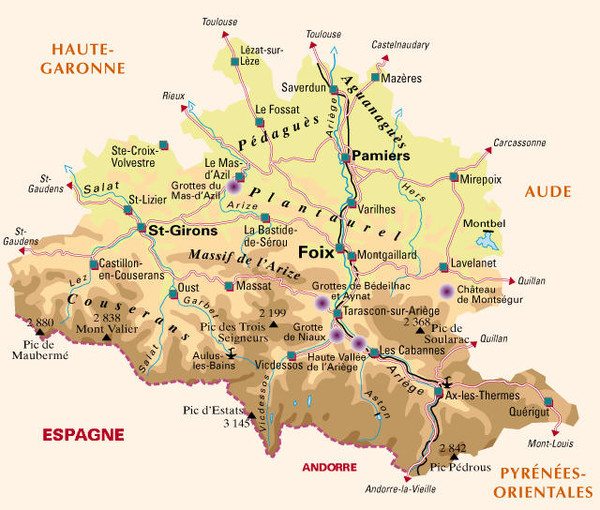 Toulouse
Toulouse
HAUTE-
GARONNE
Lézat-sur-
Lèze
Castelnaudary
Saverdun
Mazères
Rieux
Le Fossat
Ariège
Aguanaguès
Pédaguès
Carcassonne
Ste-Croix-
Volvestre
Pamiers
Le Mas-
d'Azil
Mirepoix
St-
Gaudens
Salat
Grottes du
Mas-d'Azil
Plantaurel
Hers
AUDE
St-Lizier
Arize
Varilhes
Montbel
St-Girons
La Bastide-
de-Sérou
St-
Gaudens
Foix
Montgaillard
Massif de l'Arize
Castillon-
en-Couserans
Lavelanet
Quillan
Lez
Oust
Massat
Grottes de Bédeilhac
et Aynat
Château de
Montségur
Couserans
Garbet
2 199
Tarascon-sur-Ariège
2 880
2 838
Mont Valier
Pic des Trois
Seigneurs
2 368
Pic de
Soularac
Pic de
Maubermé
Salat
Grotte
de Niaux
Quillan
Aulus-
les-Bains
Vicdessos
Haute Vallée
de l'Ariège
Les Cabannes
Ariège
Vicdessos
Aston
Ax-les-Thermes
Pic d'Estats
3 145
Quérigut
ESPAGNE
Mont-Louis
2 842
Pic Pédrous
ANDORRE
Andorre-la-Vieille
PYRÉNÉES-
ORIENTALES